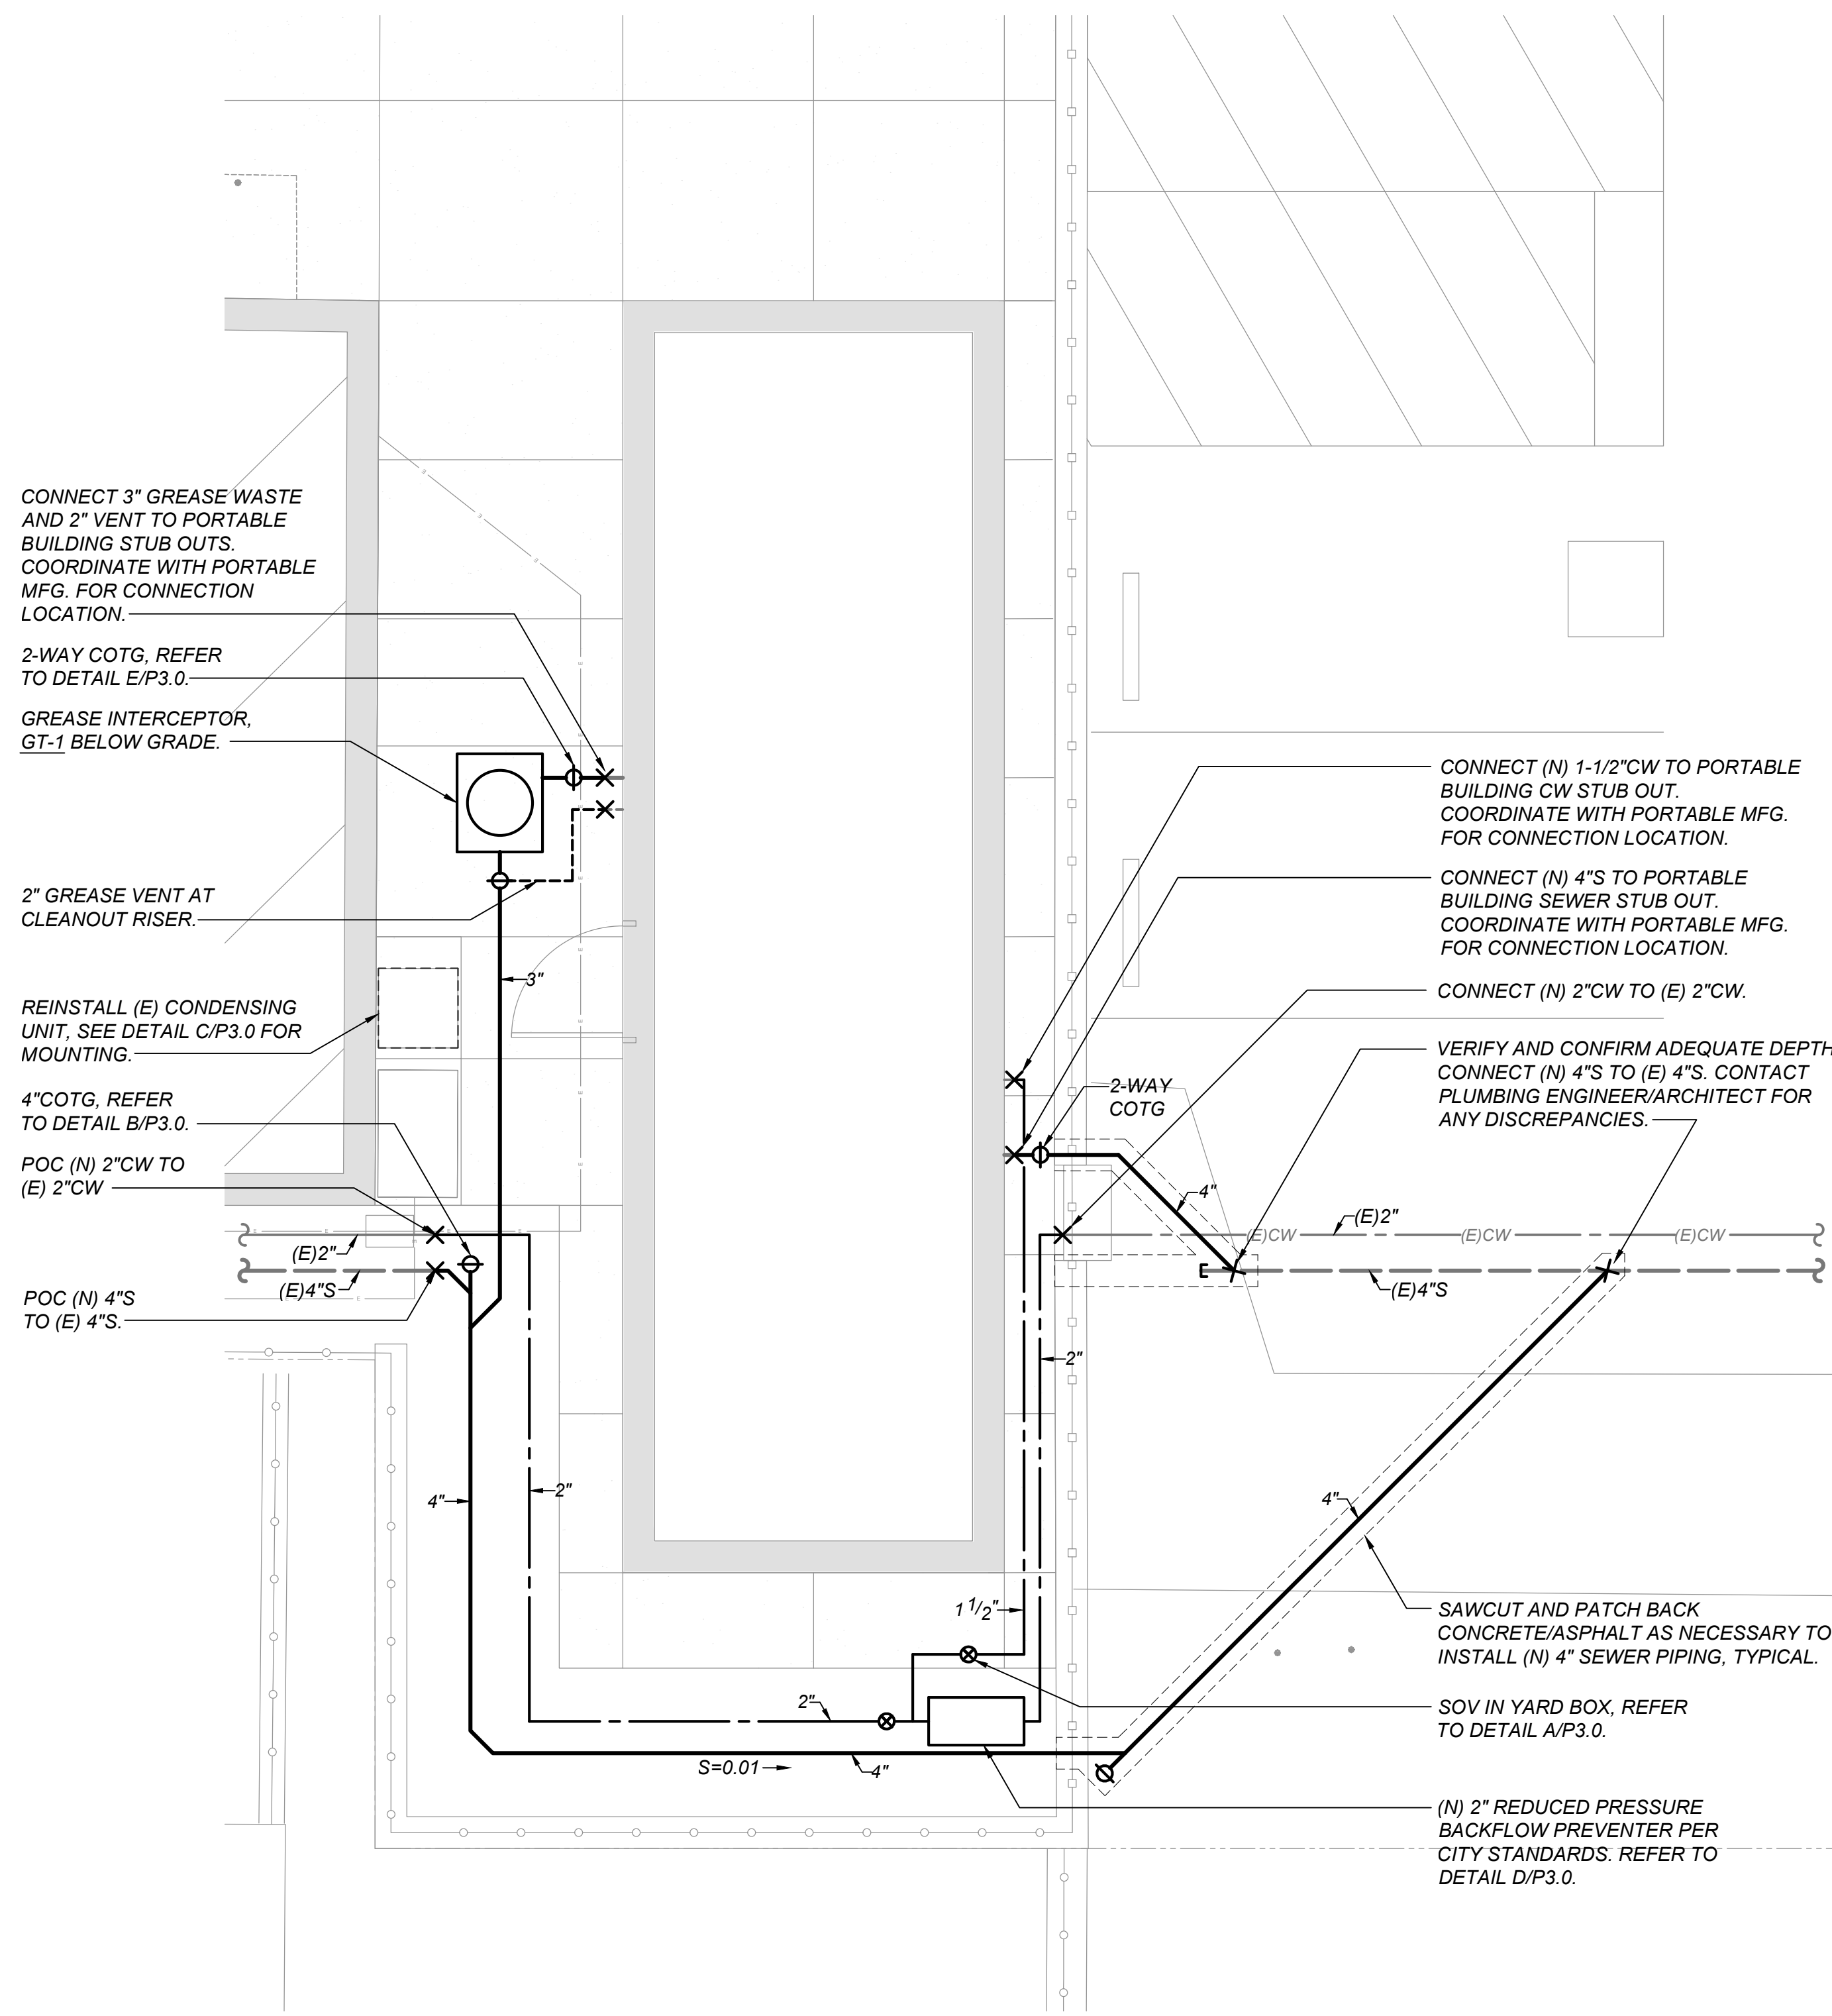 CONNECT 3" GREASE WASTE
AND 2" VENT TO PORTABLE
BUILDING STUB OUTS.
COORDINATE WITH PORTABLE
MFG. FOR CONNECTION
LOCATION.
2-WAY COTG, REFER
TO DETAIL E/P3.0.
GREASE INTERCEPTOR,
GT-1 BELOW GRADE.
2" GREASE VENT AT
CLEANOUT RISER.
3"
REINSTALL (E) CONDENSING
UNIT, SEE DETAIL C/P3.0 FOR
MOUNTING.
4"COTG, REFER
TO DETAIL B/P3.0.
POC (N) 2"CW TO
(E) 2"CW
(E)2"
(E)4"S
POC (N) 4"S
TO (E) 4"S.
CONNECT (N) 1-1/2"CW TO PORTABLE
BUILDING CW STUB OUT.
COORDINATE WITH PORTABLE MFG.
FOR CONNECTION LOCATION.
CONNECT (N) 4"S TO PORTABLE
BUILDING SEWER STUB OUT.
COORDINATE WITH PORTABLE MFG.
FOR CONNECTION LOCATION.
CONNECT (N) 2"CW TO (E) 2"CW.
VERIFY AND CONFIRM ADEQUATE DEPTH
CONNECT (N) 4"S TO (E) 4"S. CONTACT
PLUMBING ENGINEER/ARCHITECT FOR
ANY DISCREPANCIES.
2-WAY
COTG
4"
(E)2"
(E)CW
(E)CW
(E)CW
(E)4"S
2"
4"
2"
4"
1 1/2"
2"
S=0.01
4"
SAWCUT AND PATCH BACK
CONCRETE/ASPHALT AS NECESSARY TO
INSTALL (N) 4" SEWER PIPING, TYPICAL.
SOV IN YARD BOX, REFER
TO DETAIL A/P3.0.
(N) 2" REDUCED PRESSURE
BACKFLOW PREVENTER PER
CITY STANDARDS. REFER TO
DETAIL D/P3.0.